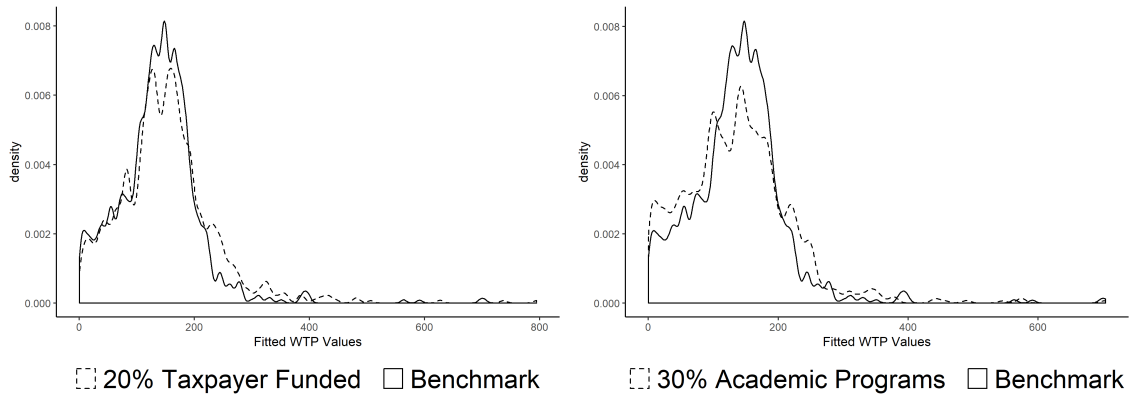 0.008
0.006
0.004
0.002
0.000
density
0 200 400 600 800
Fitted WTP Values
20% Taxpayer Funded Benchmark
0.008
0.006
0.004
0.002
0.000
density
0 200 400 600
Fitted WTP Values
30% Academic Programs Benchmark